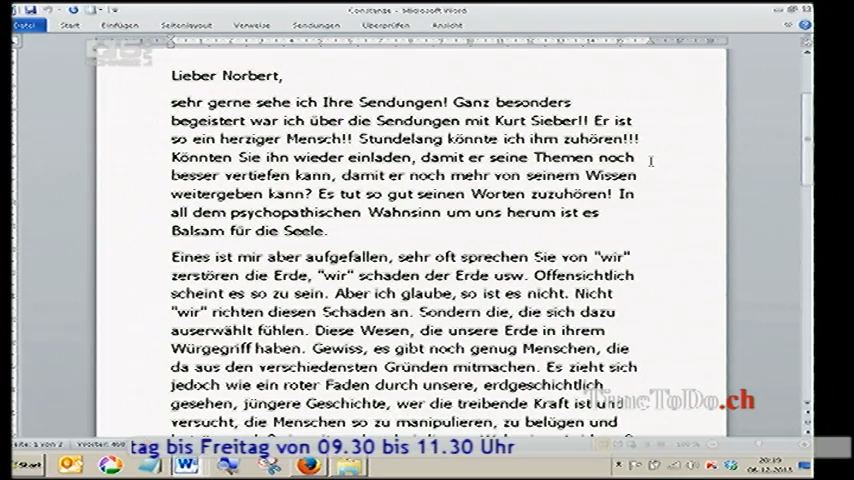 Constanze - Microsoft Word
Datei Start Einfügen Seitenlayout Verweise Sendungen Überprüfen Ansicht
Lieber Norbert,
sehr gerne sehe ich Ihre Sendungen! Ganz besonders
begeistert war ich über die Sendungen mit Kurt Sieber!! Er ist
so ein herziger Mensch!! Stundelang könnte ich ihm zuhören!!!
Könnten Sie ihn wieder einladen, damit er seine Themen noch
besser vertiefen kann, damit er noch mehr von seinem Wissen
weitergeben kann? Es tut so gut seinen Worten zuzuhören! In
all dem psychopathischen Wahnsinn um uns herum ist es
Balsam für die Seele.
Eines ist mir aber aufgefallen, sehr oft sprechen Sie von "wir"
zerstören die Erde, "wir" schaden der Erde usw. Offensichtlich
scheint es so zu sein. Aber ich glaube, so ist es nicht. Nicht
"wir" richten diesen Schaden an. Sondern die, die sich dazu
auserwählt fühlen. Diese Wesen, die unsere Erde in ihrem
Würgegriff haben. Gewiss, es gibt noch genug Menschen, die
da aus den verschiedensten Gründen mitmachen. Es zieht sich
jedoch wie ein roter Faden durch unsere, erdgeschichtlich
gesehen, jüngere Geschichte, wer die treibende Kraft ist und
TimeToDo.ch
versucht, die Menschen so zu manipulieren, zu belügen und
Seite: 1 von 2
tag bis Freitag von 09.30 bis 11.30 Uhr
Start
20:19